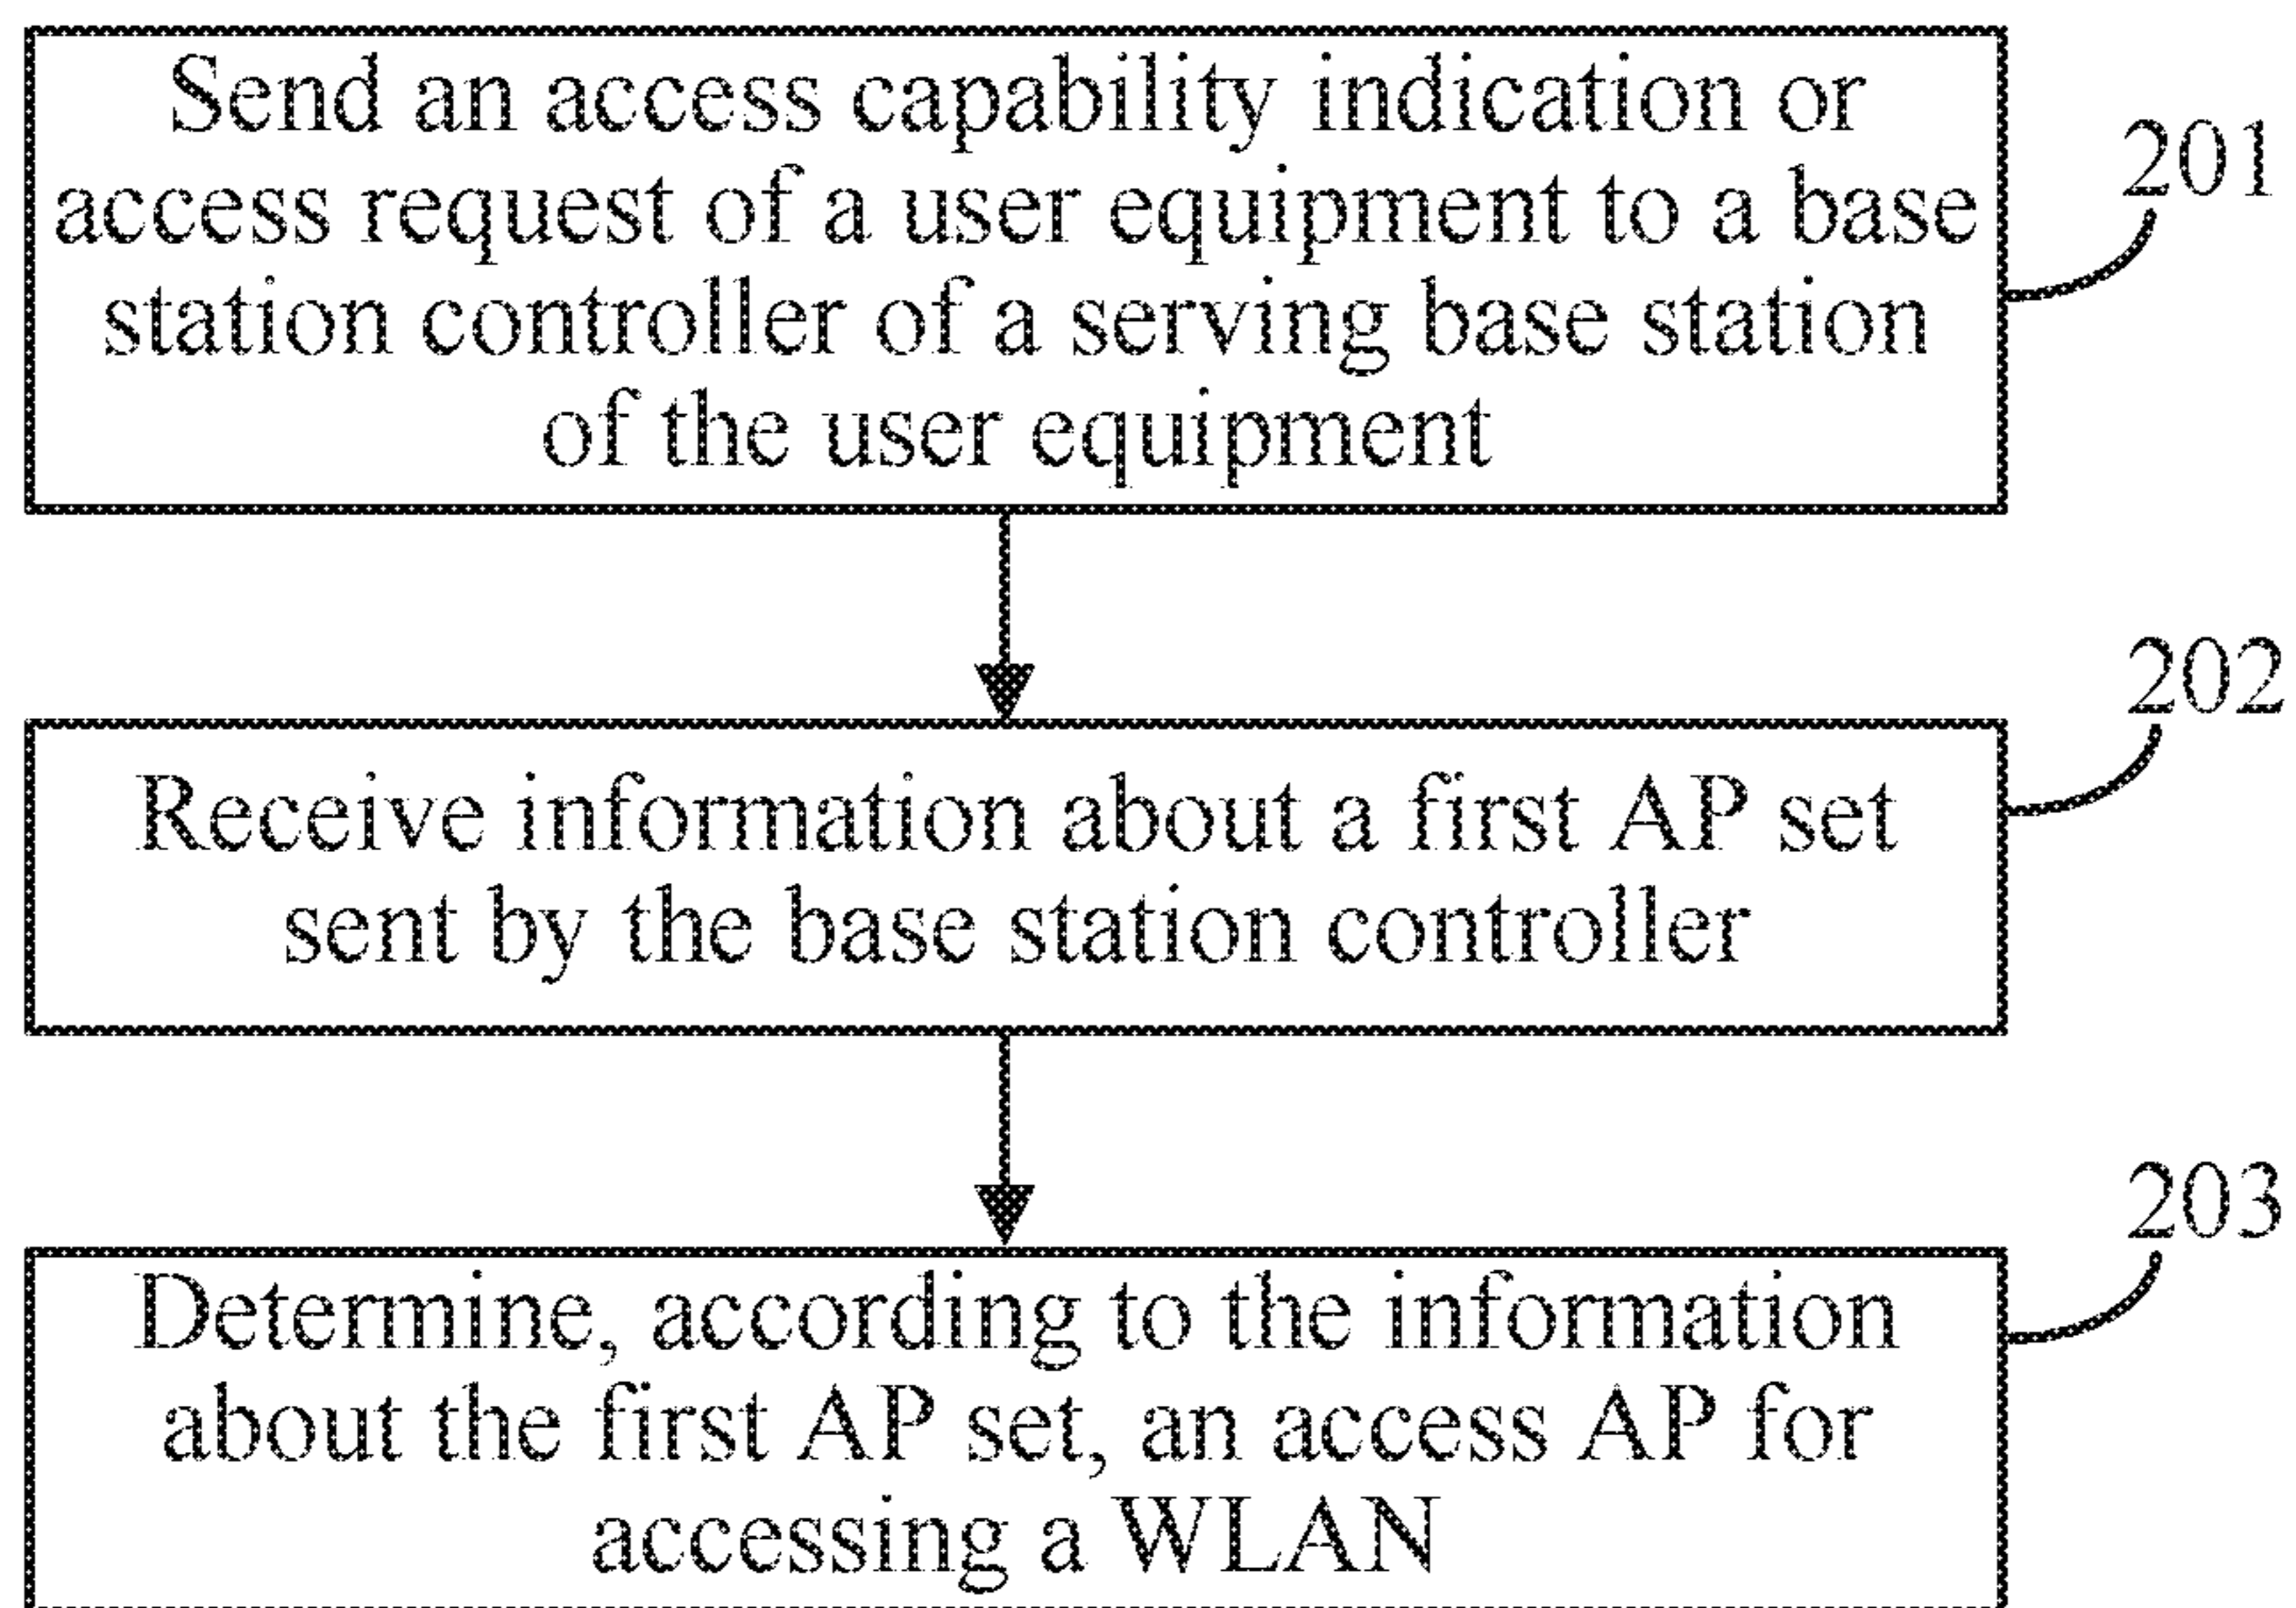 Send an access capability indication or
access request of a user equipment to a base
station controller of a serving base station
of the user equipment
201
Receive information about a first AP set
sent by the base station controller
202
Determine, according to the information
about the first AP set, an access AP for
accessing a WLAN
203